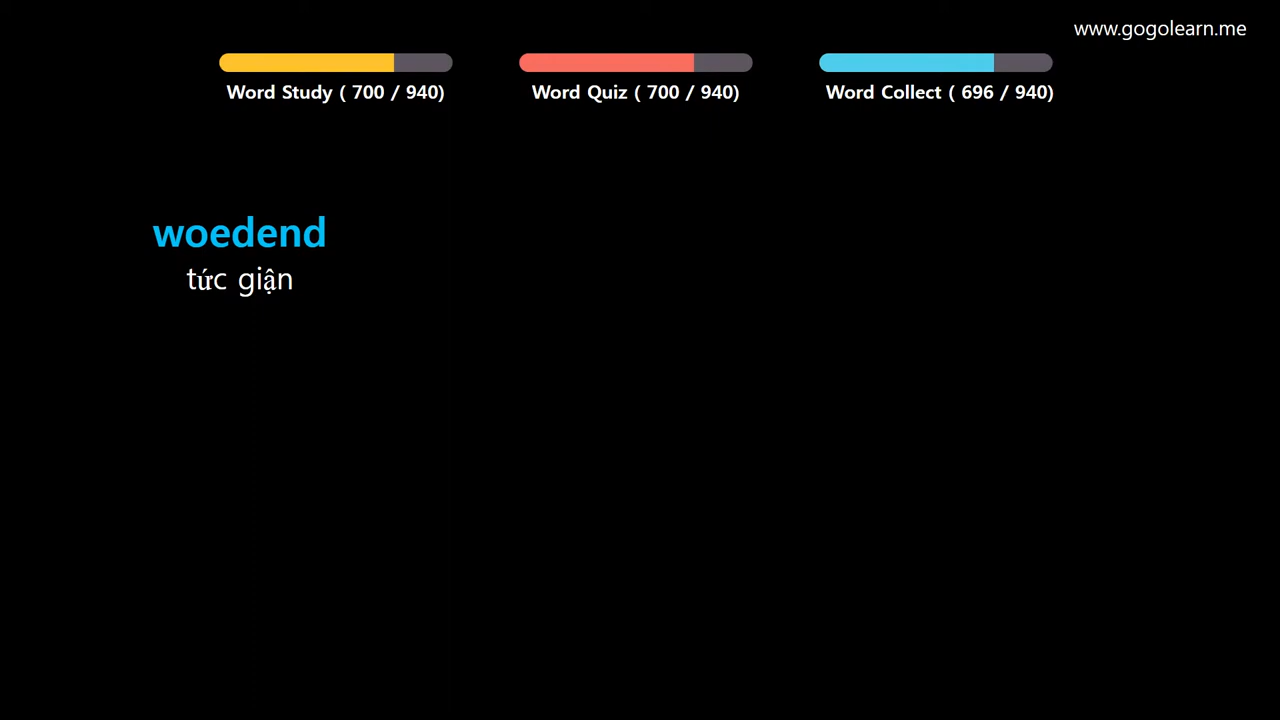 www.gogolearn.me
Word Study ( 700 / 940)
Word Quiz ( 700 / 940)
Word Collect ( 696 / 940)
woedend
tức giận